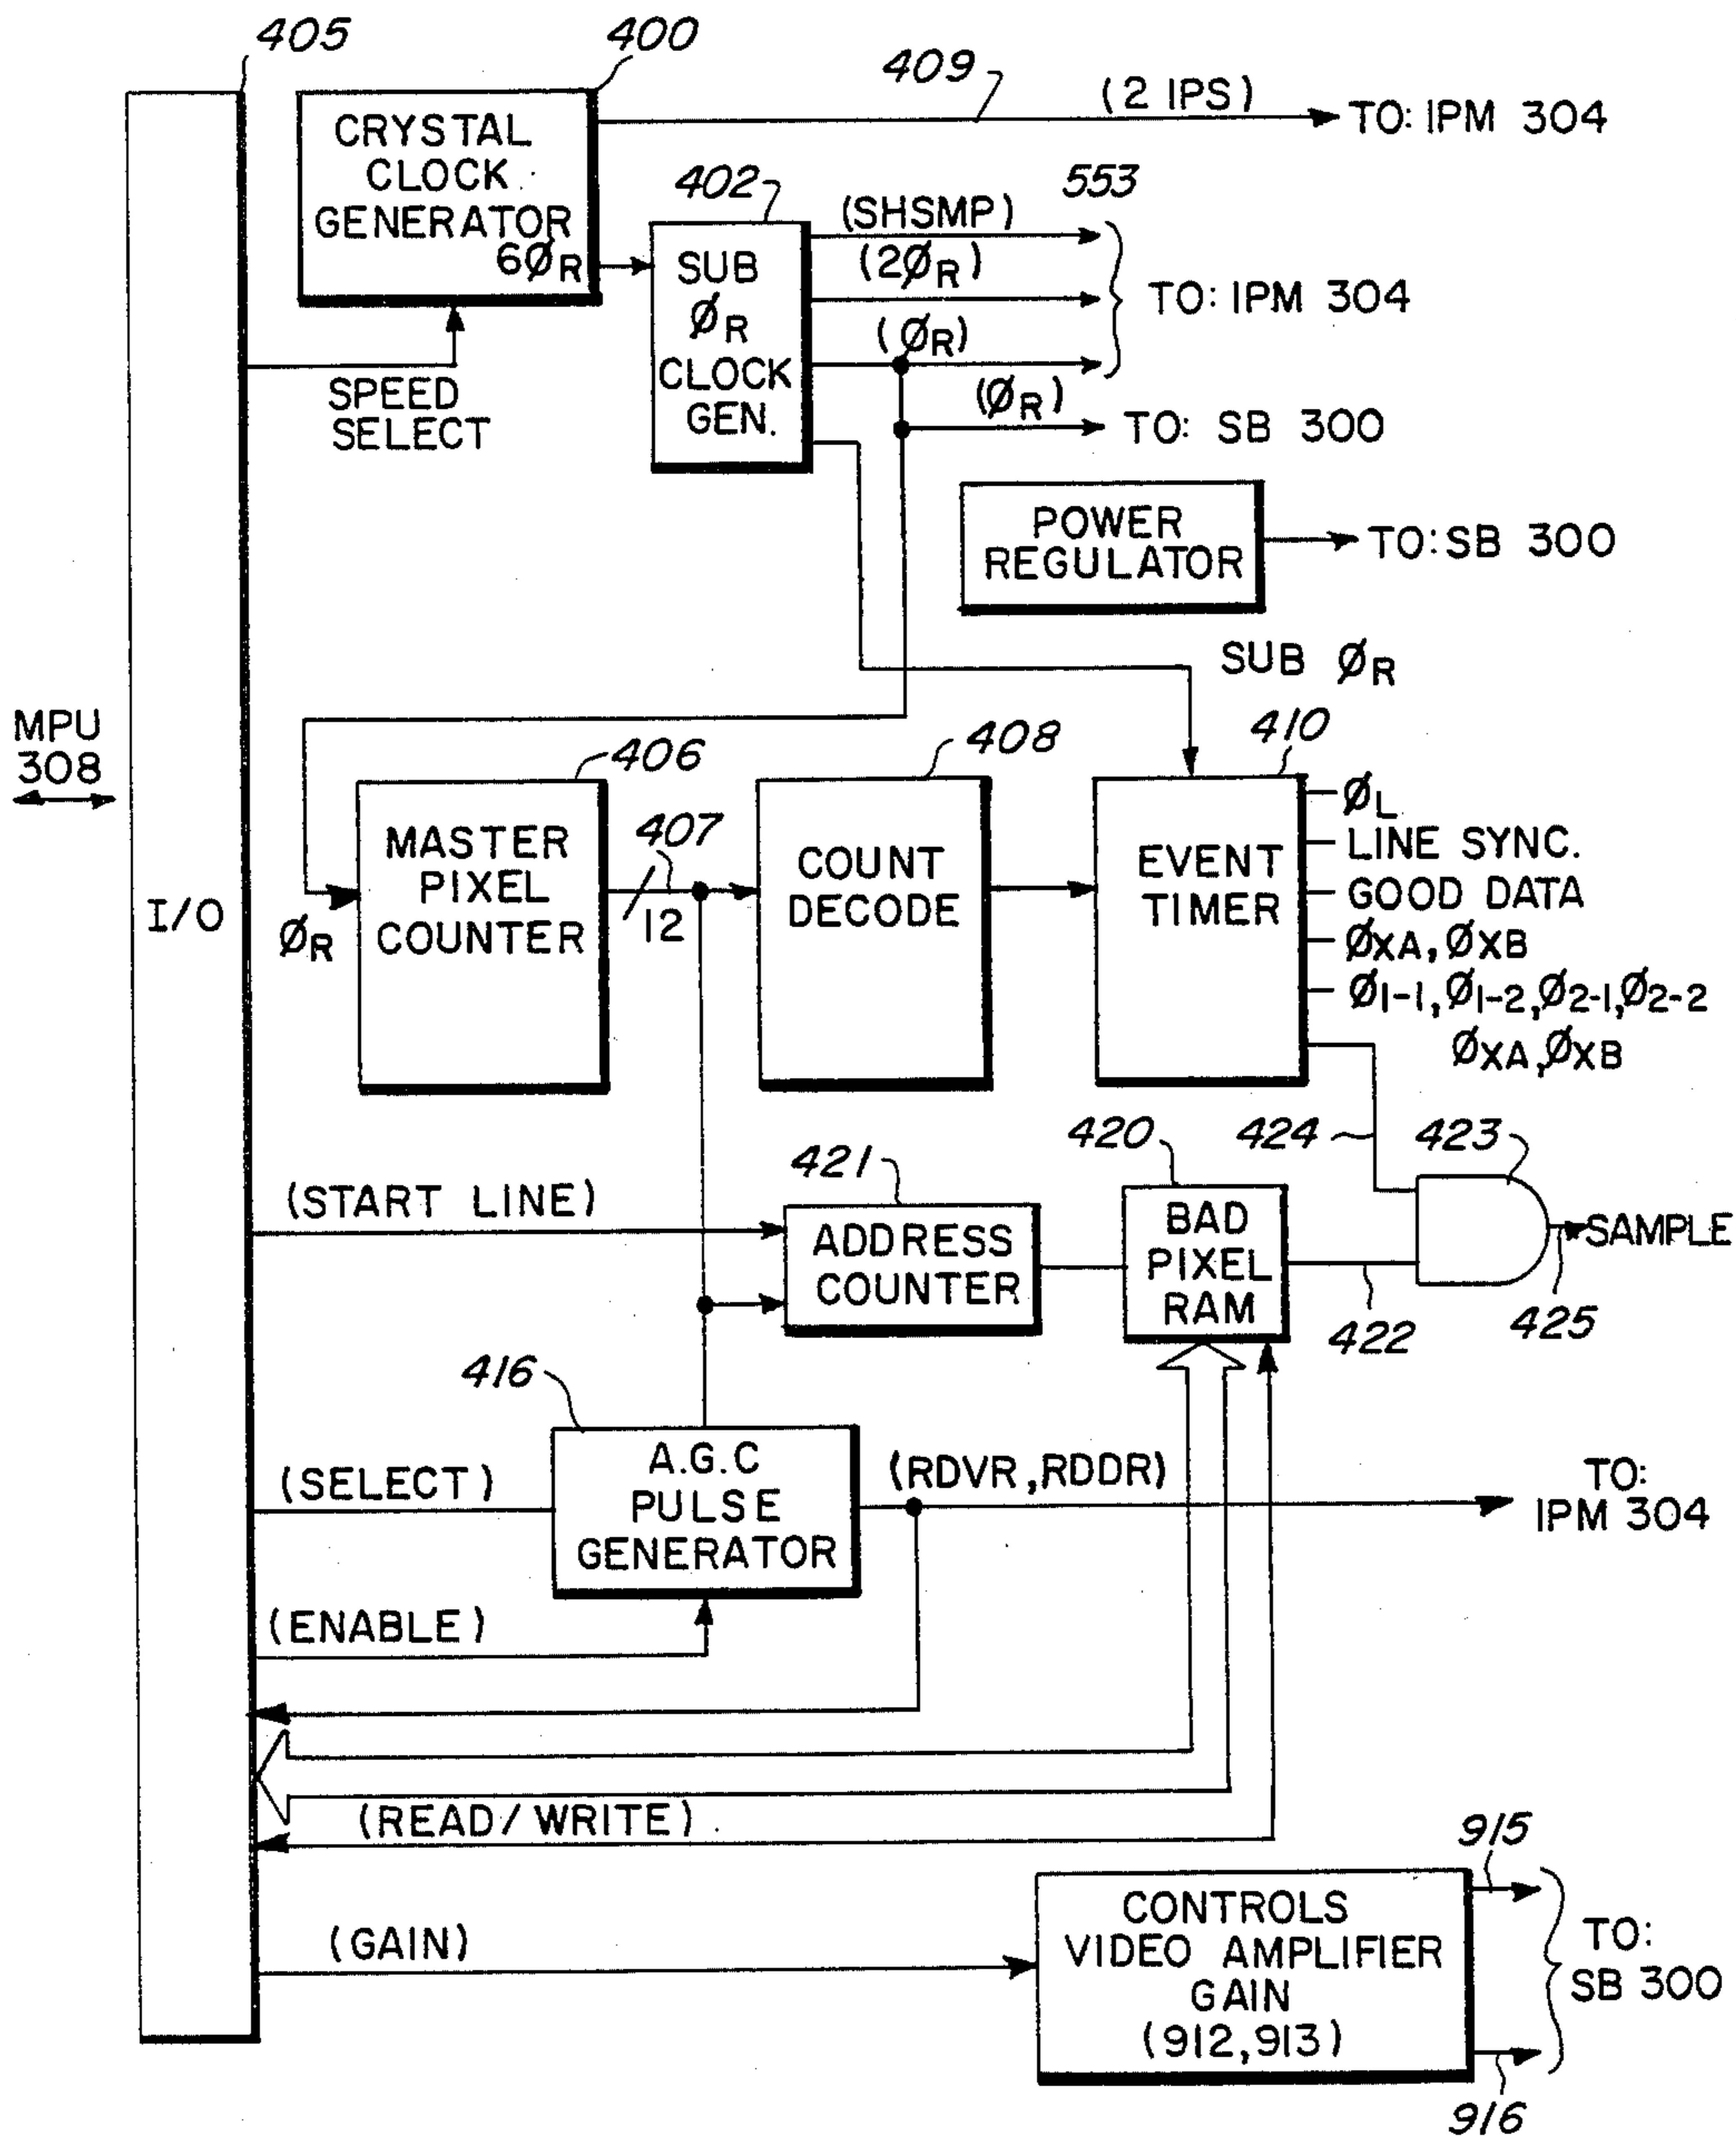 405
400
409
(2 IPS)
TO: IPM 304
CRYSTAL
CLOCK
GENERATOR
6ØR
402
553
(SHSMP)
(2ØR)
(ØR)
TO: IPM 304
SUB
ØR
CLOCK
GEN.
SPEED
SELECT
(ØR)
TO: SB 300
POWER
REGULATOR
TO: SB 300
SUB ØR
MPU
308
I/O
406
408
410
MASTER
PIXEL
COUNTER
ØR
407
12
COUNT
DECODE
EVENT
TIMER
ØL
LINE SYNC.
GOOD DATA
ØXA, ØXB
Ø1-1, Ø1-2, Ø2-1, Ø2-2
ØXA, ØXB
421
420
424
423
(START LINE)
ADDRESS
COUNTER
BAD
PIXEL
RAM
SAMPLE
422
425
416
(SELECT)
A.G.C
PULSE
GENERATOR
(RDVR, RDDR)
TO:
IPM 304
(ENABLE)
(READ/WRITE)
915
(GAIN)
CONTROLS
VIDEO AMPLIFIER
GAIN
(912, 913)
TO:
SB 300
916